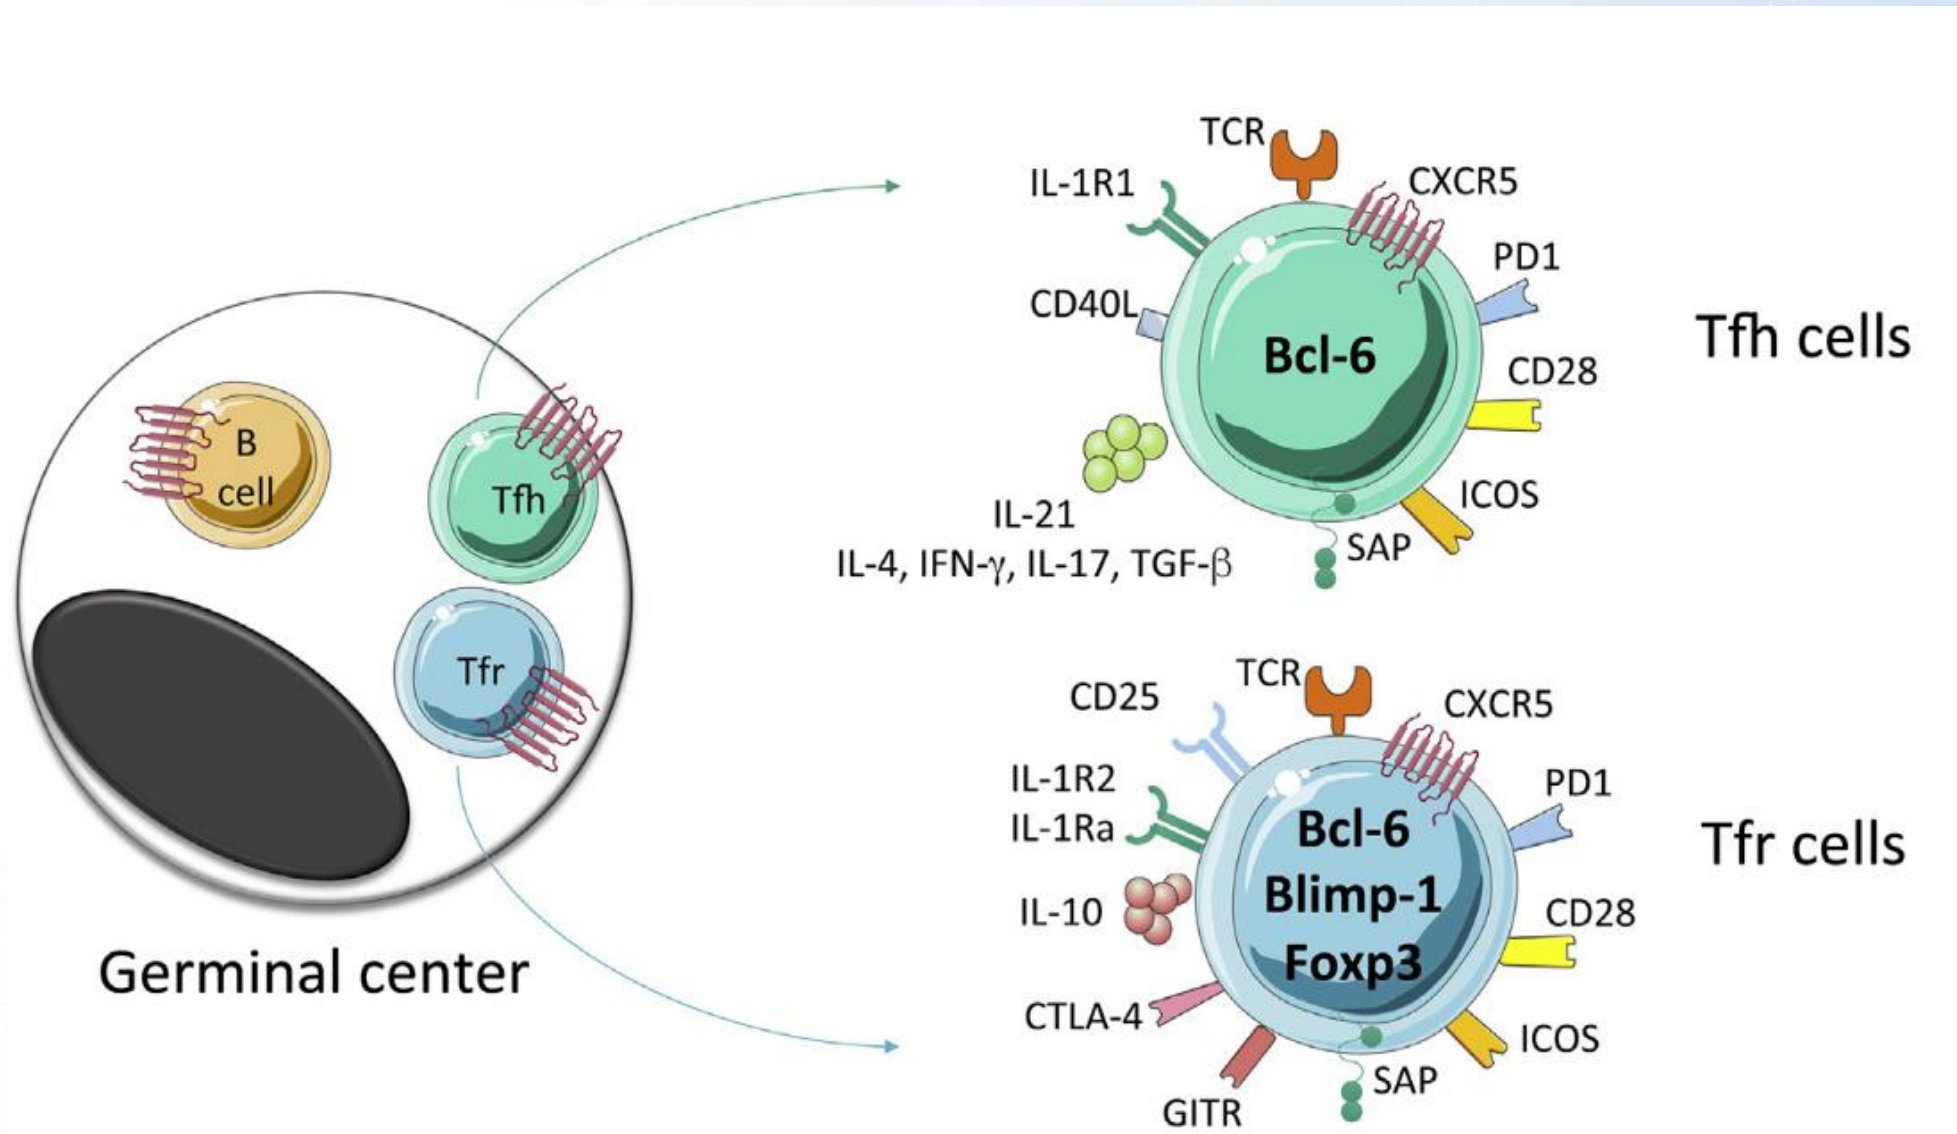 B
cell
Tfh
Tfr
Germinal center
TCR
IL-1R1
CXCR5
PD1
CD40L
Bcl-6
CD28
ICOS
IL-21
SAP
IL-4, IFN-γ, IL-17, TGF-β
Tfh cells
TCR
CD25
CXCR5
IL-1R2
PD1
IL-1Ra
Bcl-6
Blimp-1
Foxp3
IL-10
CD28
CTLA-4
ICOS
SAP
GITR
Tfr cells